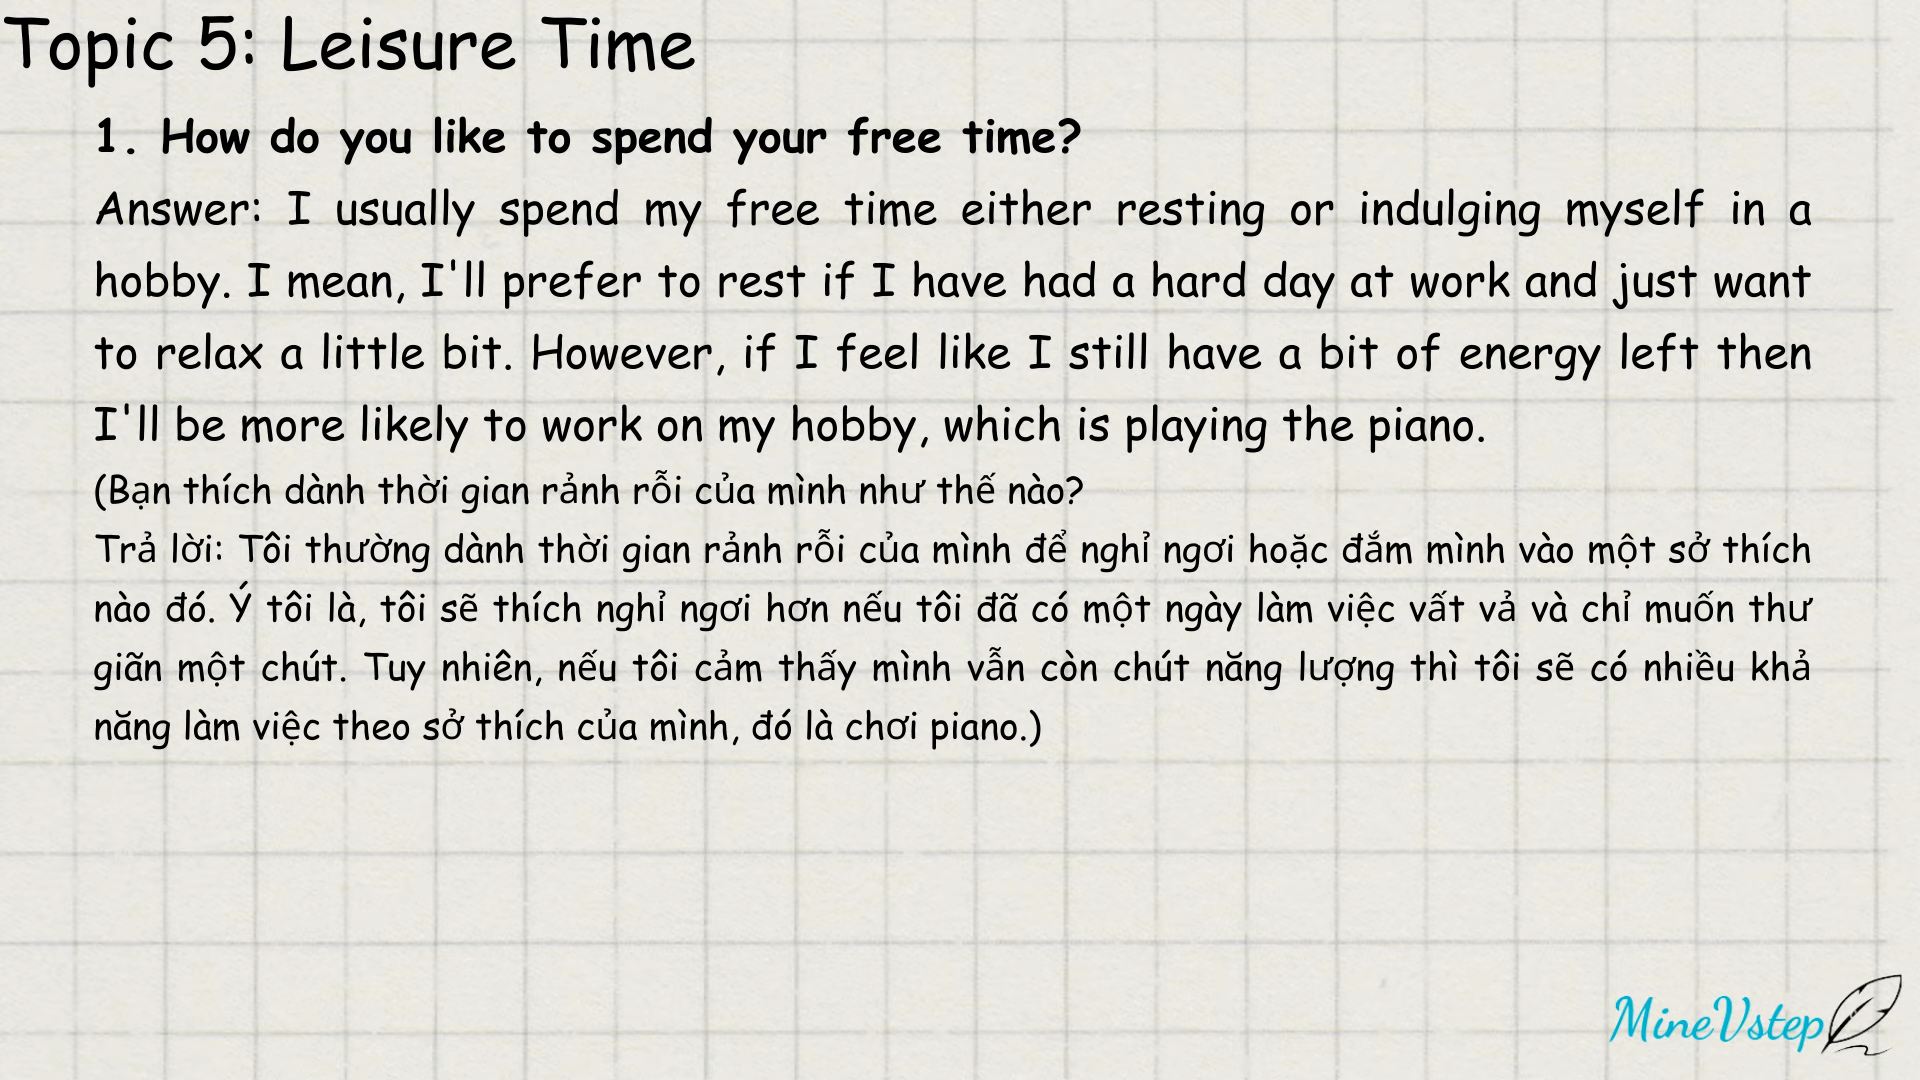 Topic 5: Leisure Time
1. How do you like to spend your free time?
Answer: I usually spend my free time either resting or indulging myself in a
hobby. I mean, I'll prefer to rest if I have had a hard day at work and just want
to relax a little bit. However, if I feel like I still have a bit of energy left then
I'll be more likely to work on my hobby, which is playing the piano.
(Bạn thích dành thời gian rảnh rỗi của mình như thế nào?
Trả lời: Tôi thường dành thời gian rảnh rỗi của mình để nghỉ ngơi hoặc đắm mình vào một sở thích
nào đó. Ý tôi là, tôi sẽ thích nghỉ ngơi hơn nếu tôi đã có một ngày làm việc vất vả và chỉ muốn thư
giãn một chút. Tuy nhiên, nếu tôi cảm thấy mình vẫn còn chút năng lượng thì tôi sẽ có nhiều khả
năng làm việc theo sở thích của mình, đó là chơi piano.)
MineVstep